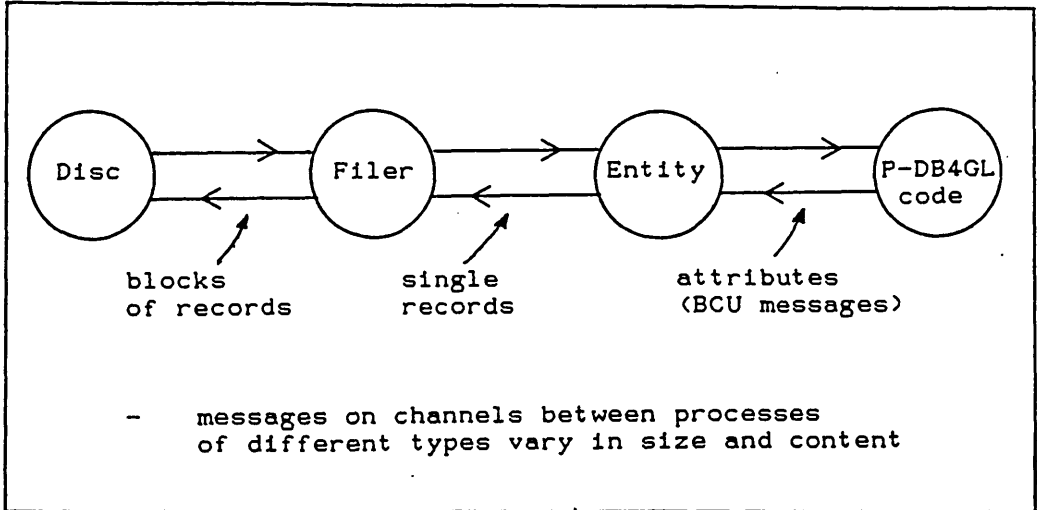 Disc
Filer
Entity
P-DB4GL
code
blocks
of records
single
records
attributes
(BCU messages)
- messages on channels between processes
of different types vary in size and content